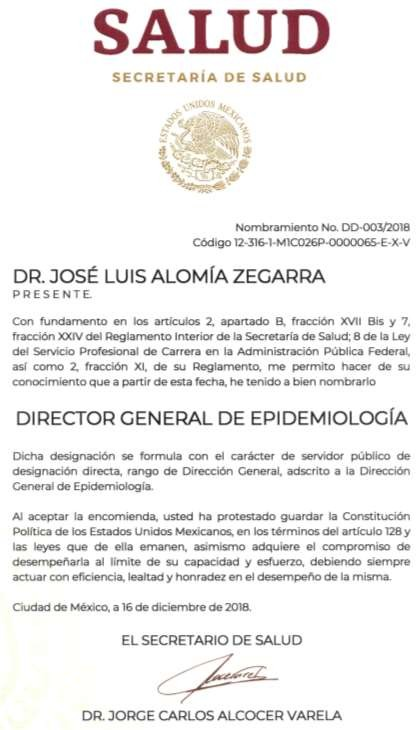 SALUD
SECRETARÍA DE SALUD
ESTADOS UNIDOS MEXICANOS
Nombramiento No. DD-003/2018
Código 12-316-1-M1C026P-0000065-E-X-V
DR. JOSÉ LUIS ALOMÍA ZEGARRA
PRESENTE.
Con fundamento en los artículos 2, apartado B, fracción XVII Bis y 7,
fracción XXIV del Reglamento Interior de la Secretaría de Salud; 8 de la Ley
del Servicio Profesional de Carrera en la Administración Pública Federal,
así como 2, fracción XI, de su Reglamento, me permito hacer de su
conocimiento que a partir de esta fecha, he tenido a bien nombrarlo
DIRECTOR GENERAL DE EPIDEMIOLOGÍA
Dicha designación se formula con el carácter de servidor público de
designación directa, rango de Dirección General, adscrito a la Dirección
General de Epidemiología.
Al aceptar la encomienda, usted ha protestado guardar la Constitución
Política de los Estados Unidos Mexicanos, en los términos del artículo 128 y
las leyes que de ella emanen, asimismo adquiere el compromiso de
desempeñarla al límite de su capacidad y esfuerzo, debiendo siempre
actuar con eficiencia, lealtad y honradez en el desempeño de la misma.
Ciudad de México, a 16 de diciembre de 2018.
EL SECRETARIO DE SALUD
DR. JORGE CARLOS ALCOCER VARELA